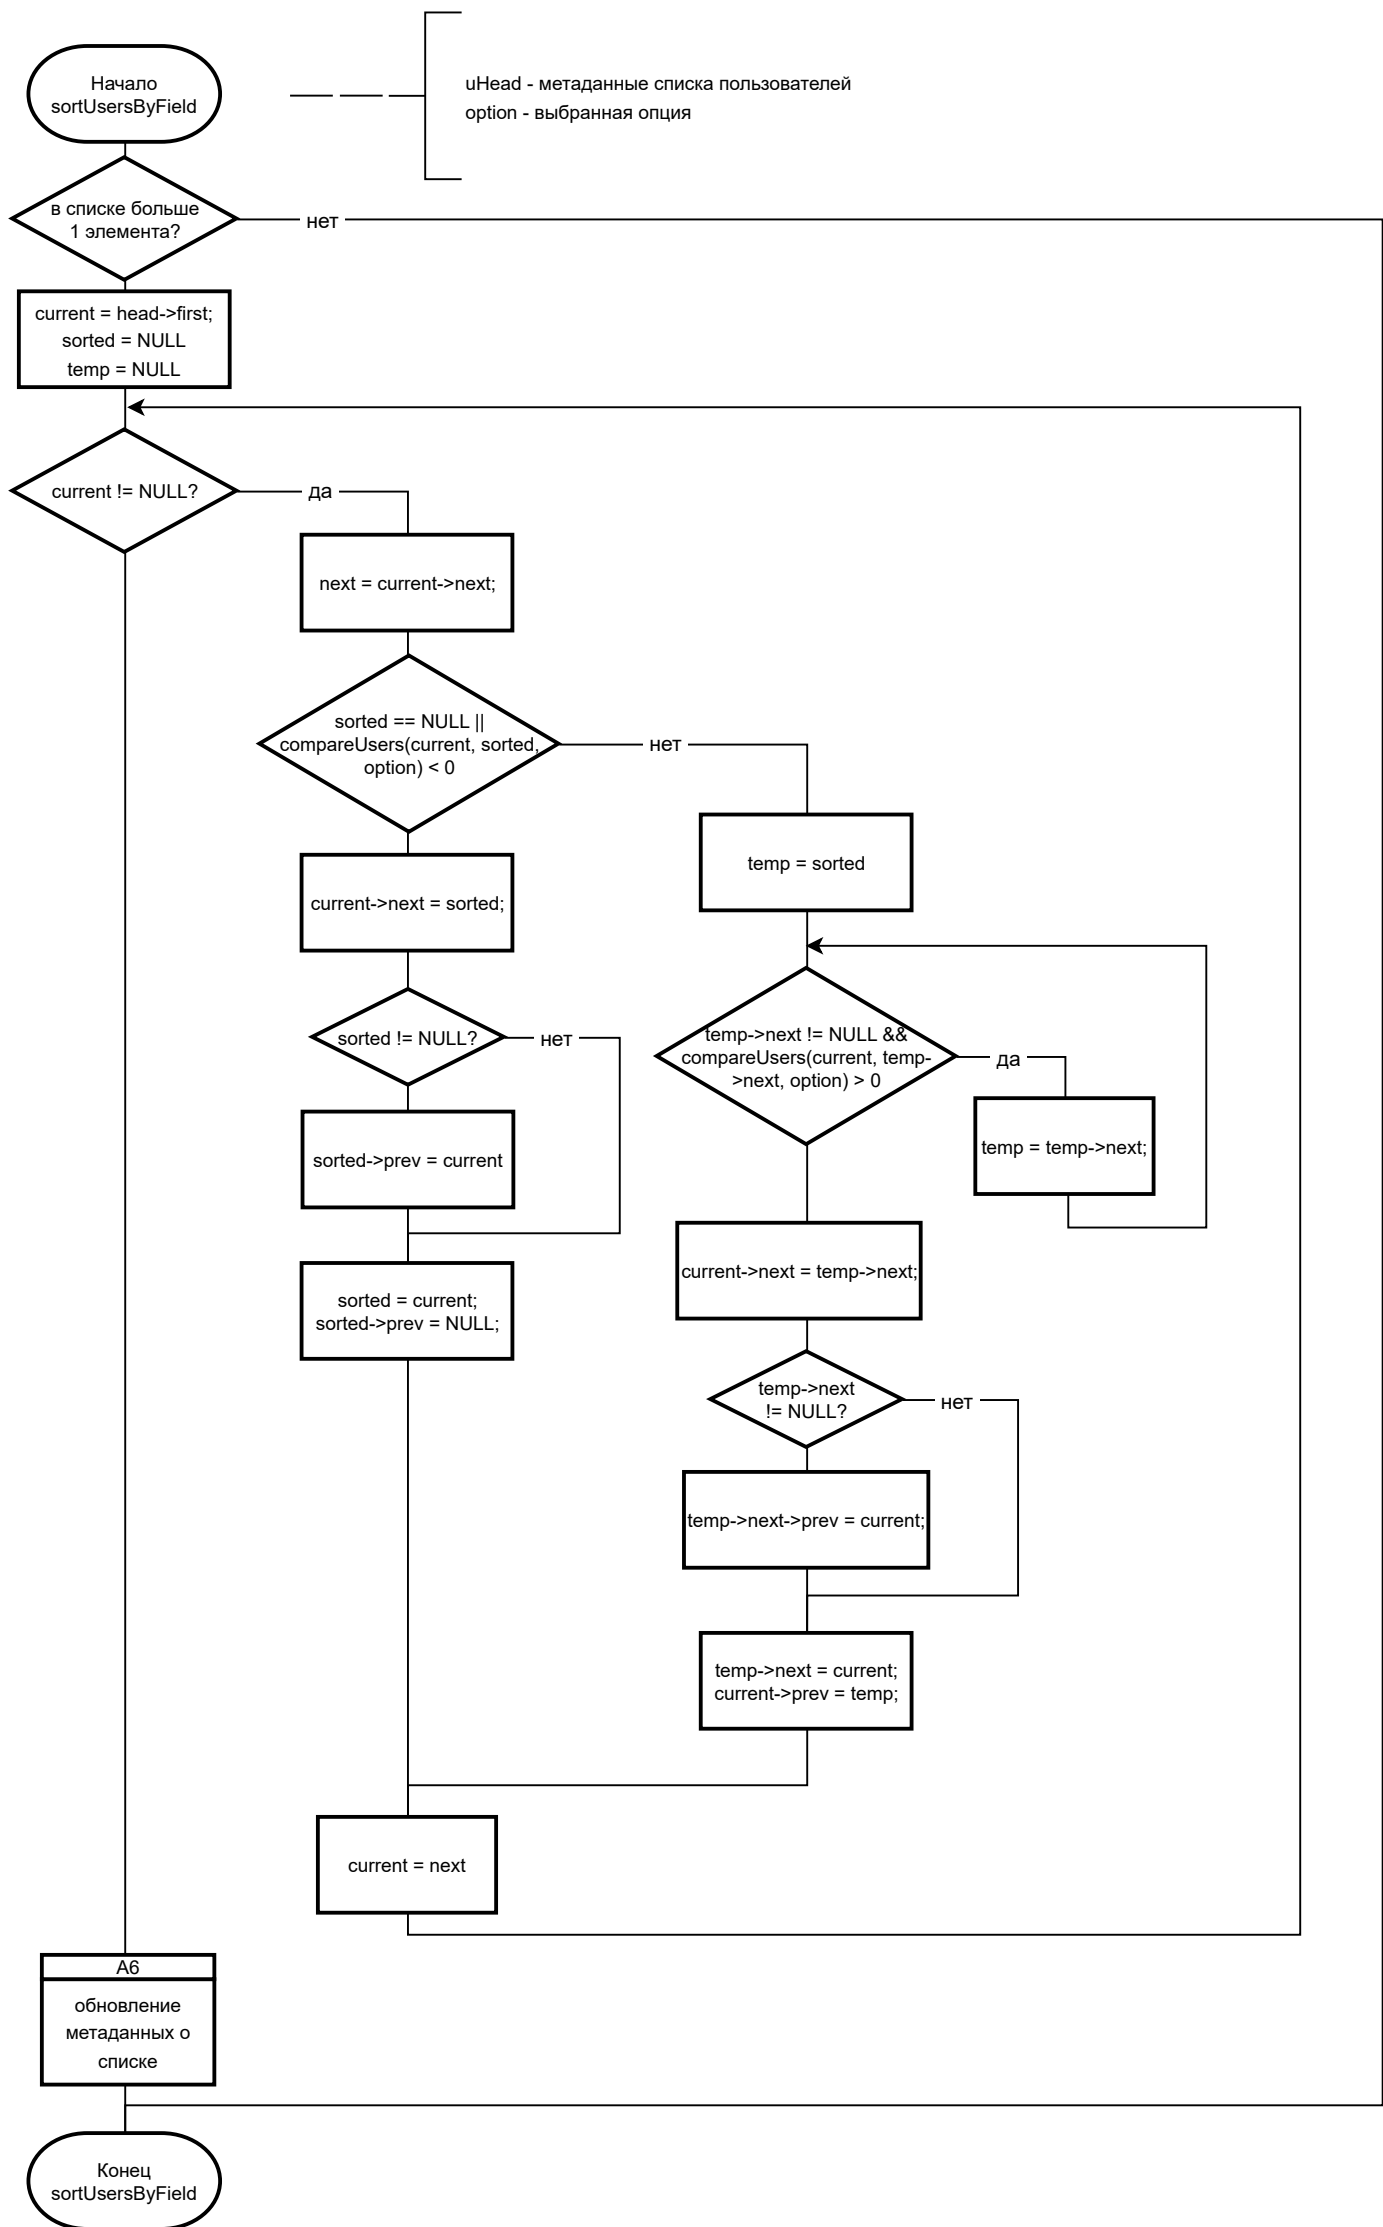 Начало
sortUsersByField
uHead - метаданные списка пользователей
option - выбранная опция
в списке больше
1 элемента?
нет
current = head->first;
sorted = NULL
temp = NULL
current != NULL?
да
next = current->next;
sorted == NULL ||
compareUsers(current, sorted,
option) < 0
нет
temp = sorted
current->next = sorted;
sorted != NULL?
нет
temp->next != NULL &&
compareUsers(current, temp-
>next, option) > 0
да
temp = temp->next;
sorted->prev = current
current->next = temp->next;
sorted = current;
sorted->prev = NULL;
temp->next
!= NULL?
нет
temp->next->prev = current;
temp->next = current;
current->prev = temp;
current = next
А6
обновление
метаданных о
списке
Конец
sortUsersByField